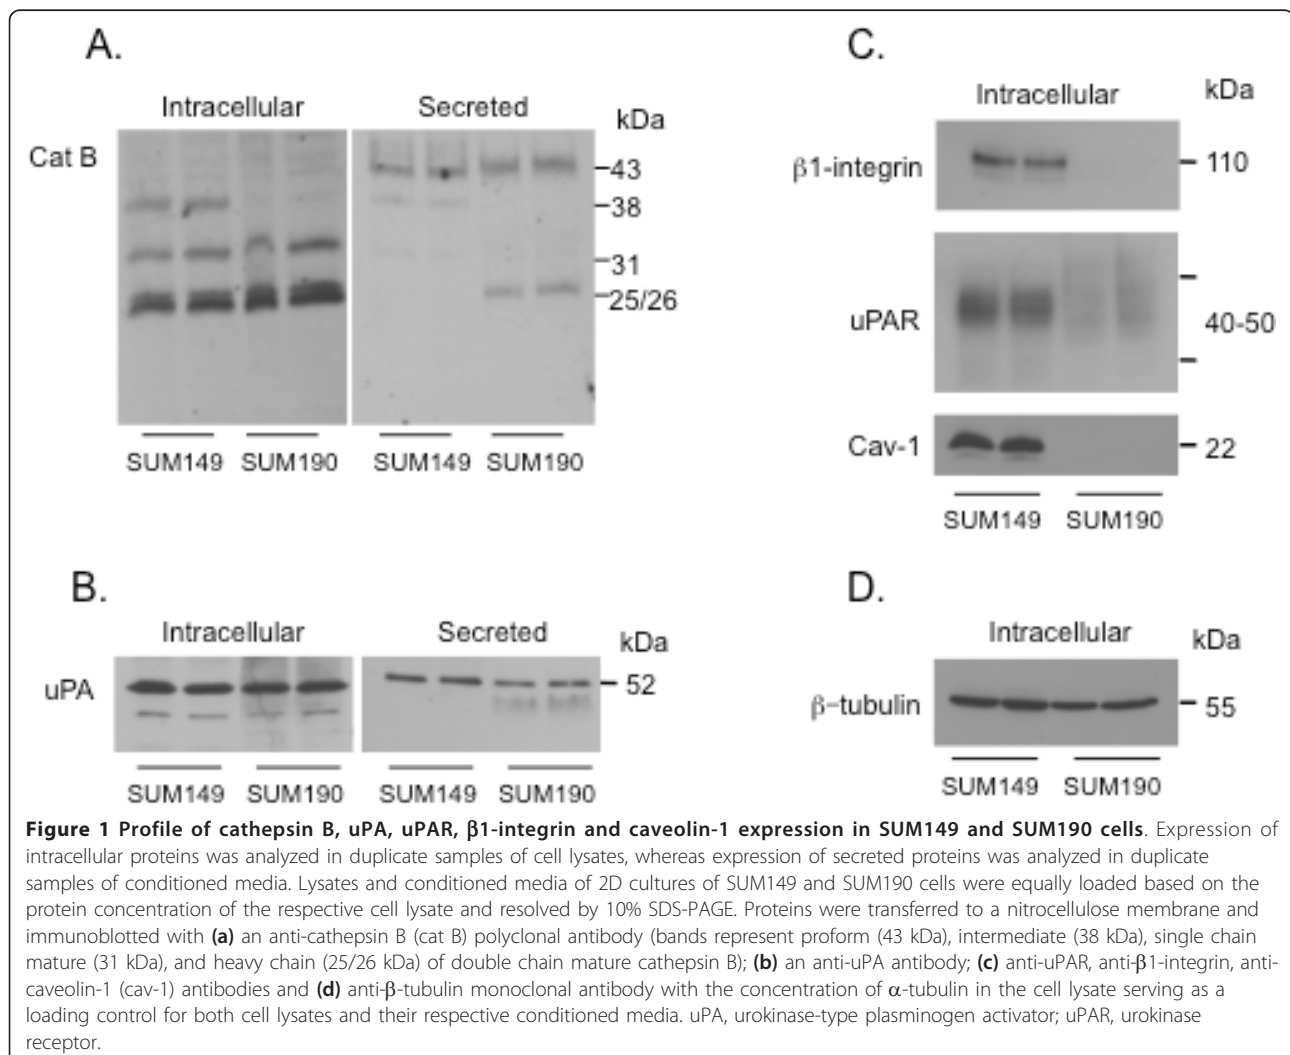 A.
Intracellular Secreted
kDa
Cat B
43
38
31
25/26
SUM149 SUM190 SUM149 SUM190
B.
Intracellular Secreted
kDa
uPA
52
SUM149 SUM190 SUM149 SUM190
C.
Intracellular
kDa
β1-integrin
110
uPAR
40-50
Cav-1
22
SUM149 SUM190
D.
Intracellular
kDa
β-tubulin
55
SUM149 SUM190
Figure 1 Profile of cathepsin B, uPA, uPAR, β1-integrin and caveolin-1 expression in SUM149 and SUM190 cells. Expression of
intracellular proteins was analyzed in duplicate samples of cell lysates, whereas expression of secreted proteins was analyzed in duplicate
samples of conditioned media. Lysates and conditioned media of 2D cultures of SUM149 and SUM190 cells were equally loaded based on the
protein concentration of the respective cell lysate and resolved by 10% SDS-PAGE. Proteins were transferred to a nitrocellulose membrane and
immunoblotted with (a) an anti-cathepsin B (cat B) polyclonal antibody (bands represent proform (43 kDa), intermediate (38 kDa), single chain
mature (31 kDa), and heavy chain (25/26 kDa) of double chain mature cathepsin B); (b) an anti-uPA antibody; (c) anti-uPAR, anti-β1-integrin, anti-
caveolin-1 (cav-1) antibodies and (d) anti-β-tubulin monoclonal antibody with the concentration of α-tubulin in the cell lysate serving as a
loading control for both cell lysates and their respective conditioned media. uPA, urokinase-type plasminogen activator; uPAR, urokinase
receptor.